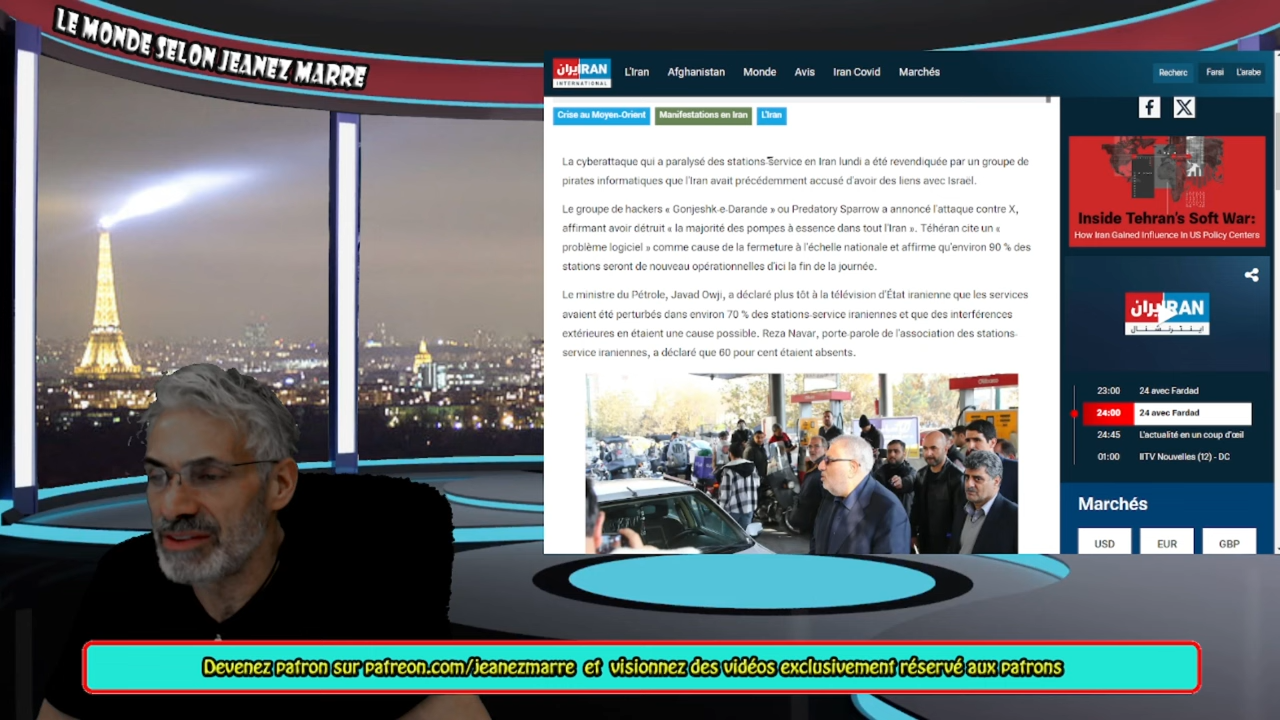 LE MONDE SELON JEANEZ MARRE
ایران IRAN
INTERNATIONAL
L'Iran Afghanistan Monde Avis Iran Covid Marchés
Recherc Farsi L'arabe
Crise au Moyen-Orient Manifestations en Iran L'Iran
La cyberattaque qui a paralysé des stations-service en Iran lundi a été revendiquée par un groupe de
pirates informatiques que l'Iran avait précédemment accusé d'avoir des liens avec Israël.
Le groupe de hackers « Gonjeshk-e-Darande » ou Predatory Sparrow a annoncé l'attaque contre X,
affirmant avoir détruit « la majorité des pompes à essence dans tout l'Iran ». Téhéran cite un «
problème logiciel » comme cause de la fermeture à l'échelle nationale et affirme qu'environ 90 % des
stations seront de nouveau opérationnelles d'ici la fin de la journée.
Le ministre du Pétrole, Javad Owji, a déclaré plus tôt à la télévision d'État iranienne que les services
avaient été perturbés dans environ 70 % des stations-service iraniennes et que des interférences
extérieures en étaient une cause possible. Reza Navar, porte-parole de l'association des stations-
service iraniennes, a déclaré que 60 pour cent étaient absents.
Inside Tehran's Soft War:
How Iran Gained Influence In US Policy Centers
ایران IRAN
اینترنشنال
23:00 24 avec Fardad
24:00 24 avec Fardad
24:45 L'actualité en un coup d'œil
01:00 IITV Nouvelles (12) - DC
Marchés
USD EUR GBP
Devenez patron sur patreon.com/jeanezmarre et visionnez des vidéos exclusivement réservé aux patrons